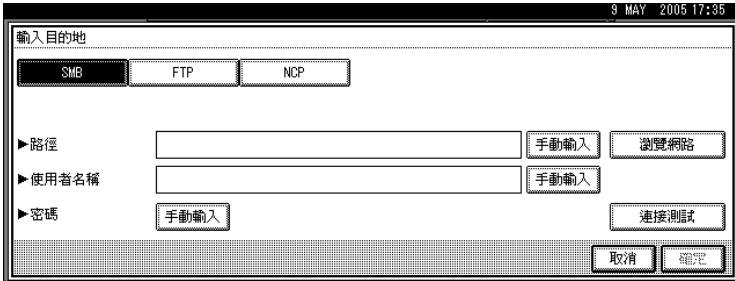 9 MAY 2005 17:35
輸入目的地
SMB FTP NCP
▶路徑 手動輸入 瀏覽網路
▶使用者名稱 手動輸入
▶密碼 手動輸入 連接測試
取消 確定